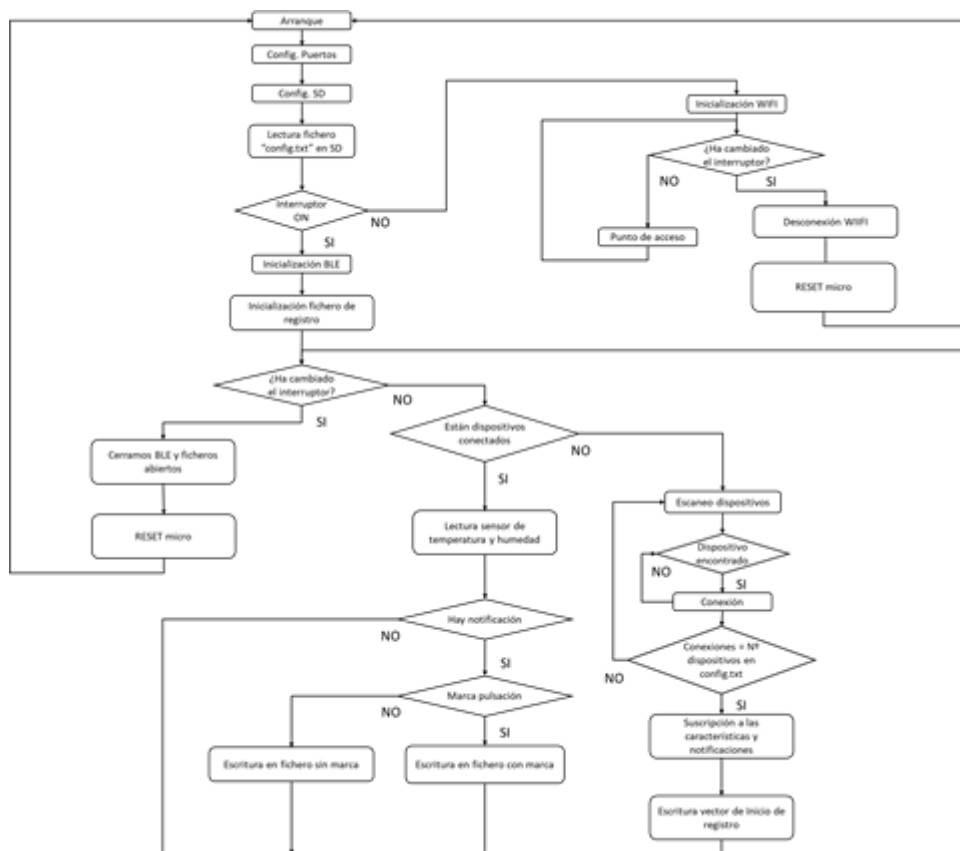 Arranque
Config. Puertos
Config. SD
Lectura fichero
"config.txt" en SD
Interruptor
ON
NO
SI
Inicialización BLE
Inicialización fichero de
registro
Inicialización WIFI
¿Ha cambiado
el interruptor?
NO
SI
Punto de acceso
Desconexión WIIFI
RESET micro
¿Ha cambiado
el interruptor?
NO
SI
Cerramos BLE y ficheros
abiertos
RESET micro
Están dispositivos
conectados
NO
SI
Lectura sensor de
temperatura y humedad
Hay notificación
NO
SI
Marca pulsación
NO
SI
Escritura en fichero sin marca
Escritura en fichero con marca
Escaneo dispositivos
Dispositivo
encontrado
NO
SI
Conexión
Conexiones = Nº
dispositivos en
config.txt
NO
SI
Suscripción a las
características y
notificaciones
Escritura vector de Inicio de
registro